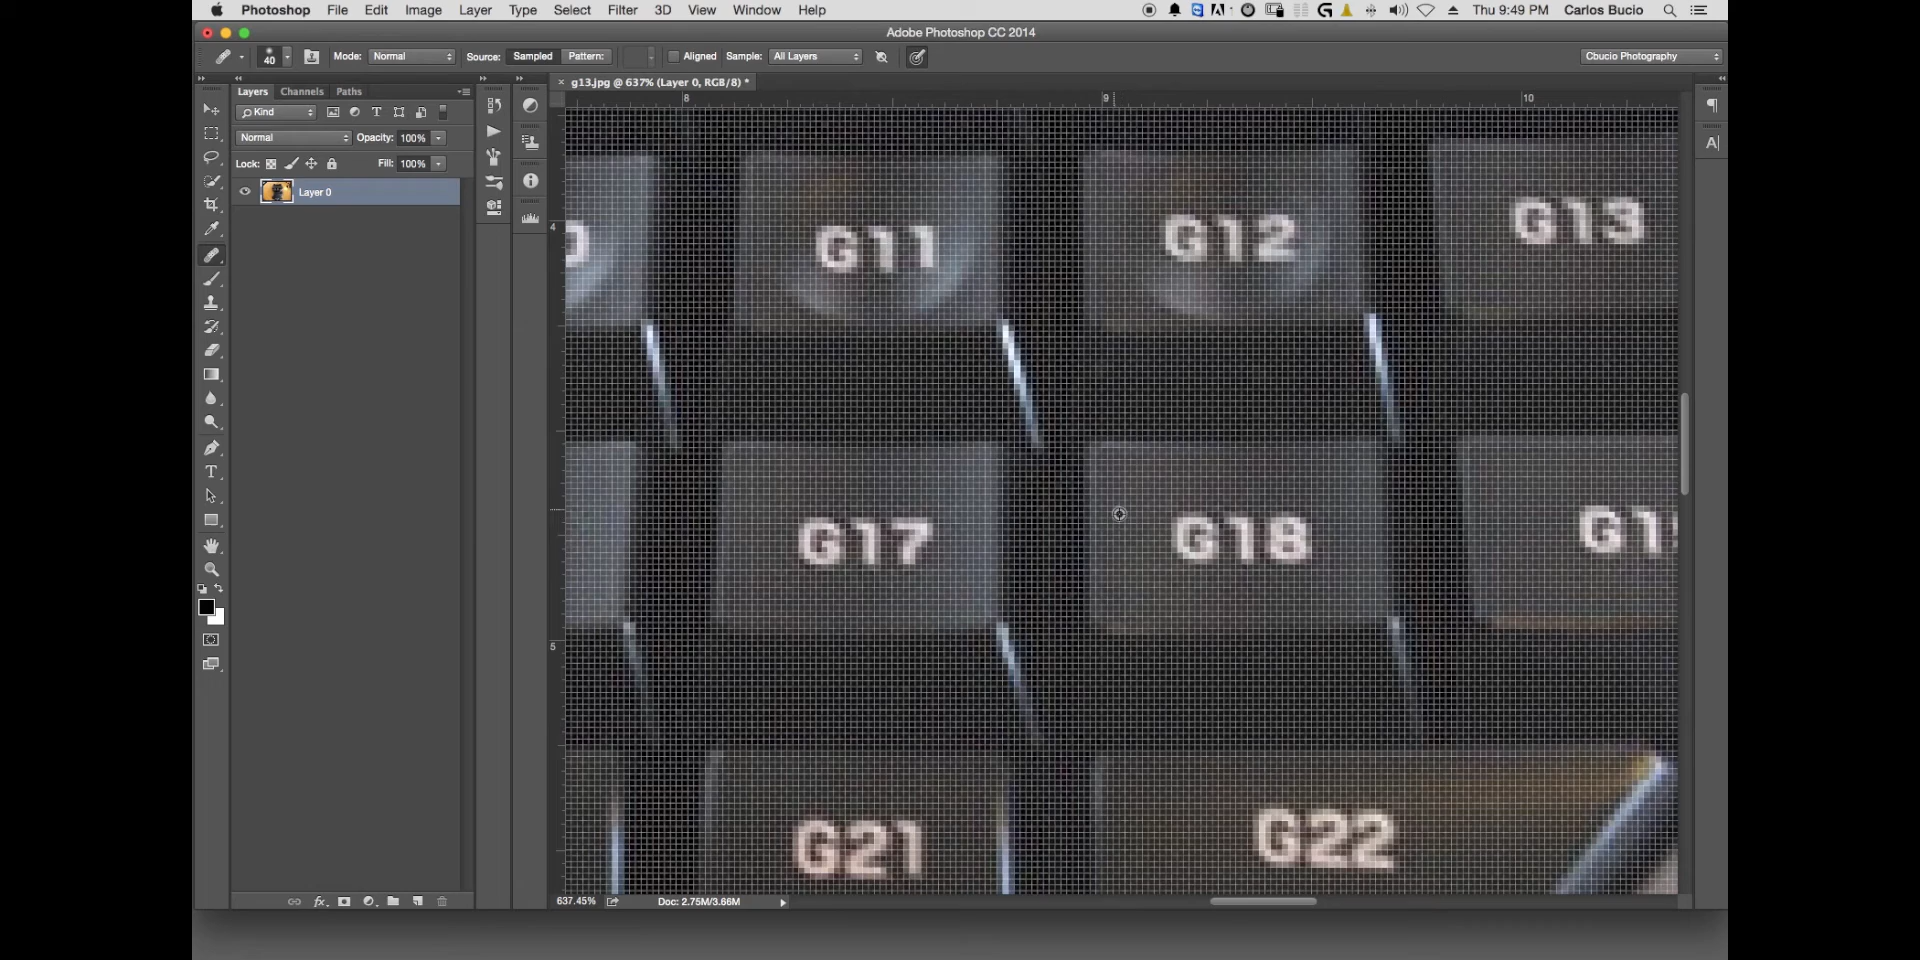 Photoshop File Edit Image Layer Type Select Filter 3D View Window Help Thu 9:49 PM Carlos Bucio
Adobe Photoshop CC 2014
40 Mode: Normal Source: Sampled Pattern: Aligned Sample: All Layers Cbucio Photography
Layers Channels Paths
g13.jpg @ 637% (Layer 0, RGB/8) *
Kind
Normal Opacity: 100%
Lock: Fill: 100%
Layer 0
8 9 10
4
5
G11 G12 G13
G17 G18
G21 G22
637.45% Doc: 2.75M/3.66M